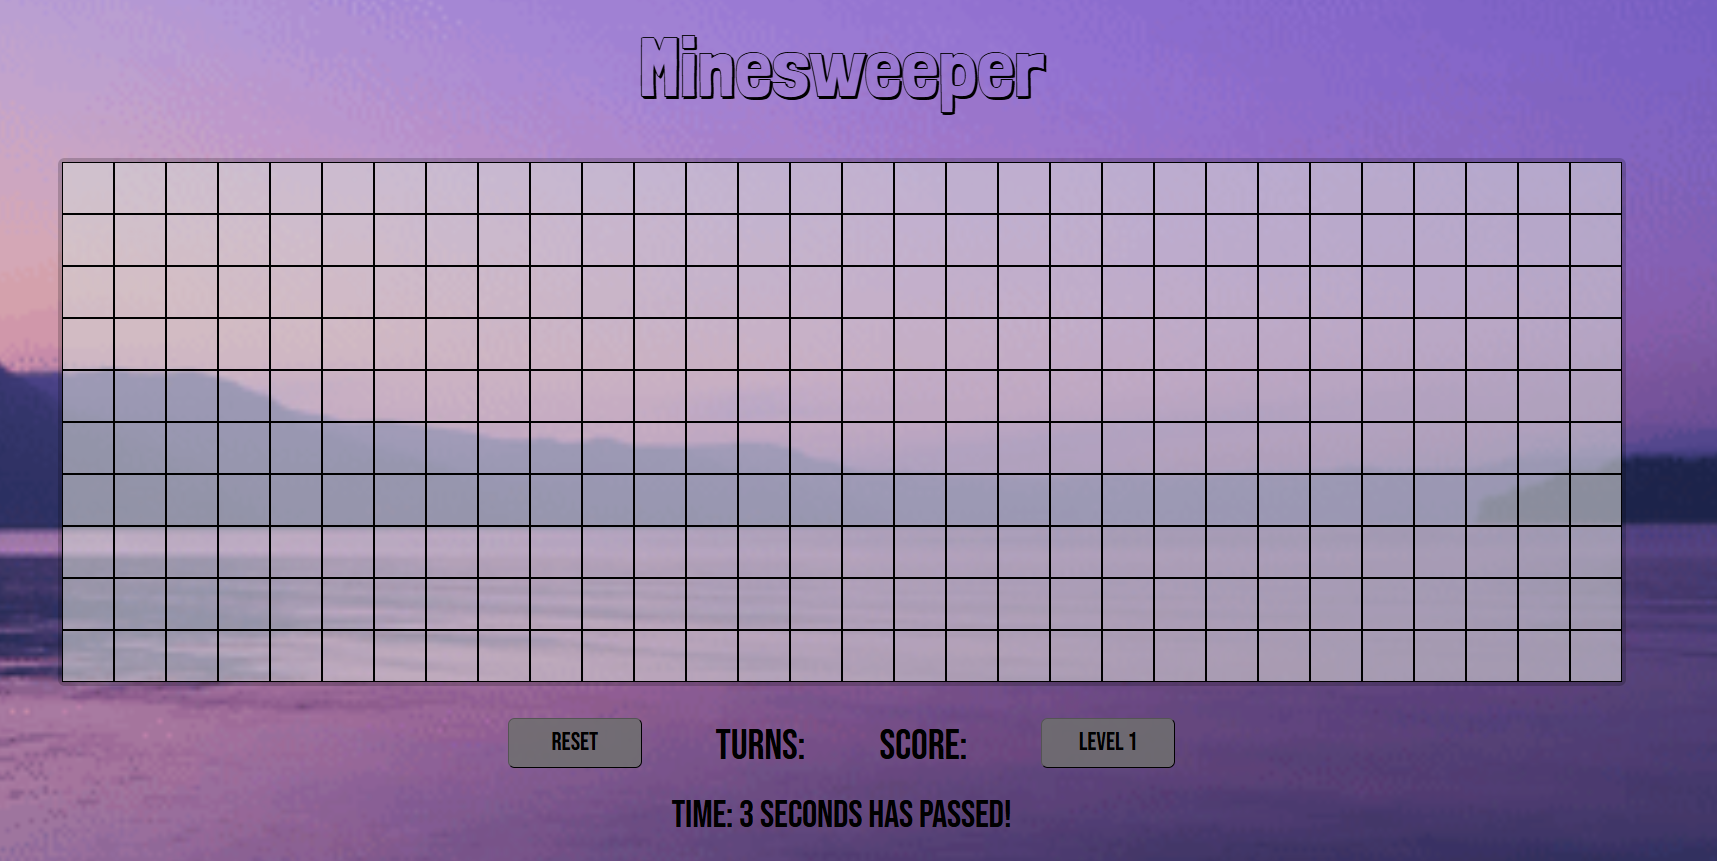 Minesweeper
RESET TURNS: SCORE: LEVEL 1
TIME: 3 SECONDS HAS PASSED!